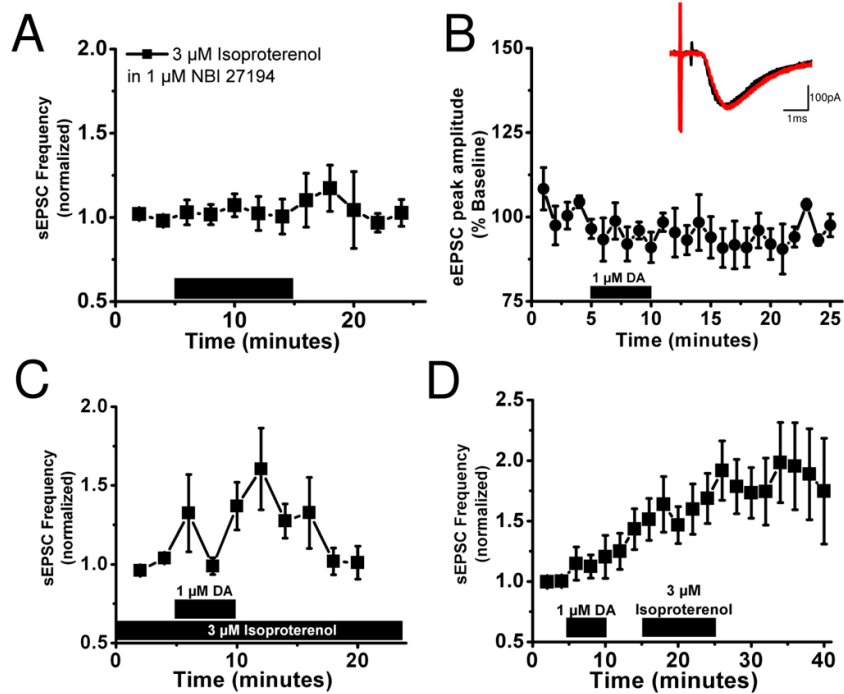 A
2.0
1.5
1.0
0.5
sEPSC Frequency
(normalized)
3 µM Isoproterenol
in 1 µM NBI 27194
0
10
20
Time (minutes)
B
150
125
100
75
eEPSC peak amplitude
(% Baseline)
100pA
1ms
1 µM DA
0
5
10
15
20
25
Time (minutes)
C
2.0
1.5
1.0
0.5
sEPSC Frequency
(normalized)
1 µM DA
3 µM Isoproterenol
0
10
20
Time (minutes)
D
2.5
2.0
1.5
1.0
0.5
sEPSC Frequency
(normalized)
1 µM DA
3 µM
Isoproterenol
0
10
20
30
40
Time (minutes)